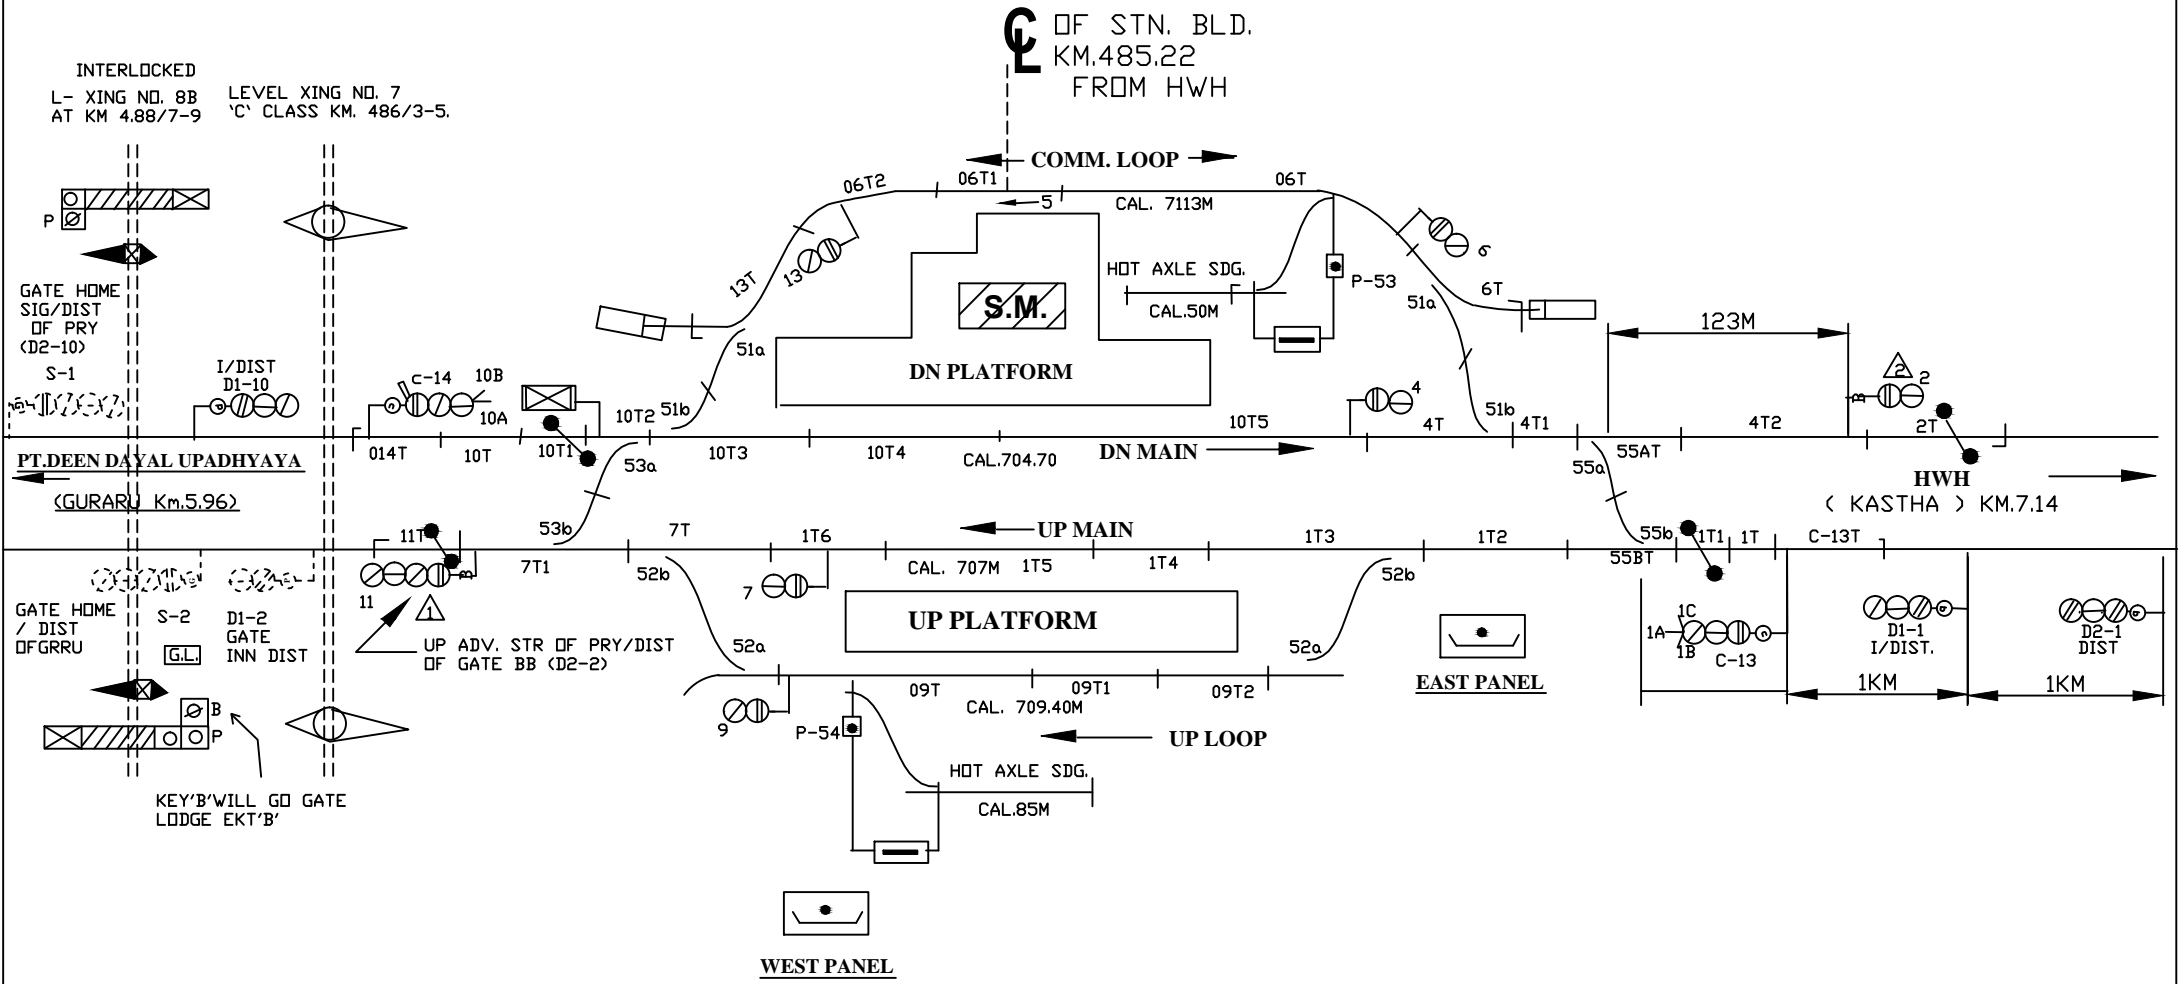 CL OF STN. BLD.
KM.485.22
FROM HWH
INTERLOCKED
L- XING NO. 8B
AT KM 4.88/7-9
LEVEL XING NO. 7
'C' CLASS KM. 486/3-5.
COMM. LOOP
06T2
06T1
06T
5
CAL. 7113M
P
13T
13
6
6T
HOT AXLE SDG.
CAL.50M
P-53
51a
GATE HOME
SIG/DIST
OF PRY
(D2-10)
S-1
S.M.
51a
123M
I/DIST
D1-10
C-14
10B
10A
DN PLATFORM
4
2
2
B
51b
10T2
51b
014T
10T
10T1
53a
10T3
10T4
CAL.704.70
10T5
DN MAIN
4T
4T1
55a
55AT
4T2
2T
PT.DEEN DAYAL UPADHYAYA
(GURARU Km.5.96)
HWH
( KASTHA ) KM.7.14
11T
53b
7T
1T6
UP MAIN
1T3
1T2
55b
1T1
1T
C-13T
7T1
52b
CAL. 707M
1T5
1T4
52b
55BT
B
11
1
7
GATE HOME
/ DIST
OFGRRU
S-2
D1-2
GATE
INN DIST
G.L.
UP ADV. STR OF PRY/DIST
OF GATE BB (D2-2)
UP PLATFORM
52a
52a
1C
1A
1B
C-13
D1-1
I/DIST.
D2-1
DIST
EAST PANEL
1KM
1KM
09T
09T1
09T2
CAL. 709.40M
B
P
9
P-54
UP LOOP
HOT AXLE SDG.
CAL.85M
KEY'B'WILL GO GATE
LODGE EKT'B'
WEST PANEL